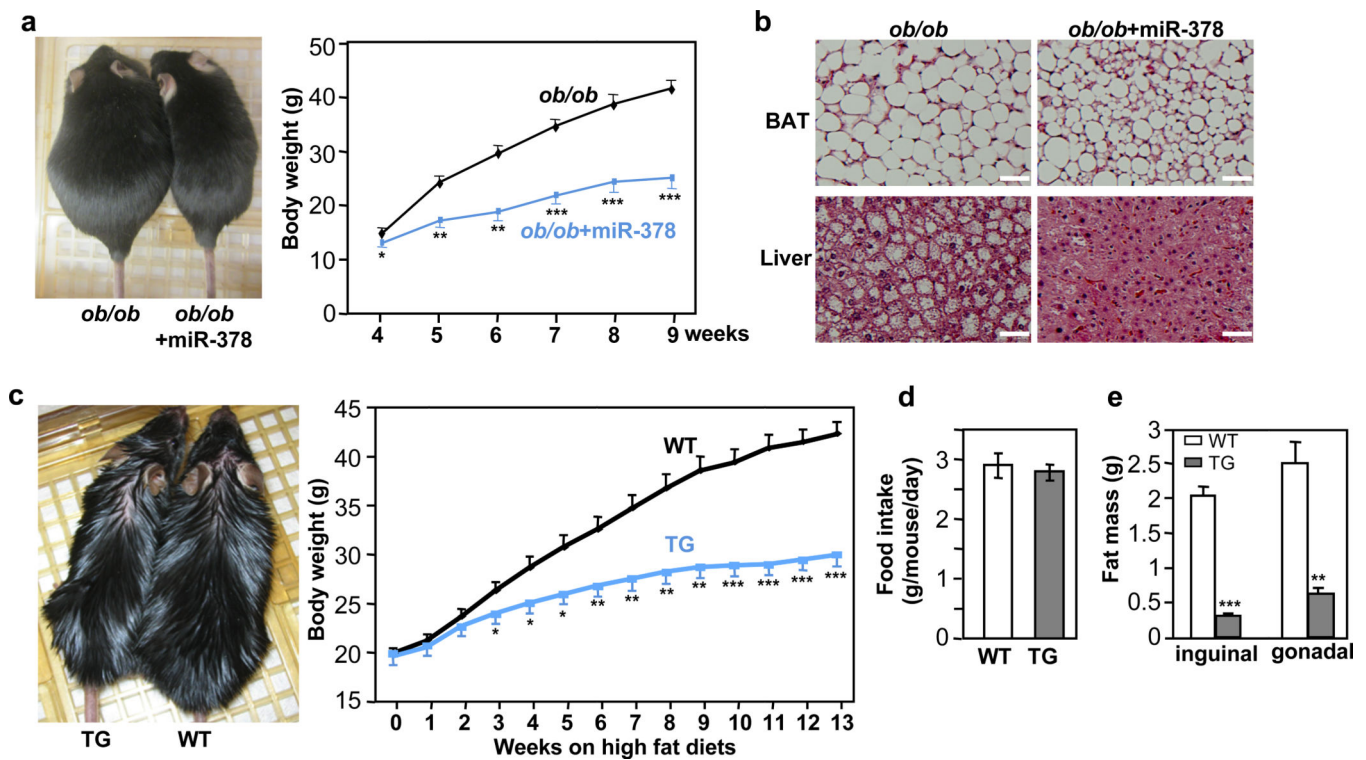 a
ob/ob
ob/ob
+miR-378
Body weight (g)
50
40
30
20
10
0
ob/ob
ob/ob+miR-378
*
**
**
***
***
***
4 5 6 7 8 9 weeks
b
ob/ob
ob/ob+miR-378
BAT
Liver
c
TG
WT
Body weight (g)
45
40
35
30
25
20
15
WT
TG
*
*
*
**
**
**
**
***
***
***
***
0 1 2 3 4 5 6 7 8 9 10 11 12 13
Weeks on high fat diets
d
Food intake
(g/mouse/day)
3
2
1
0
WT TG
e
Fat mass (g)
3
2.5
2
1.5
1
0.5
0
WT
TG
***
**
inguinal gonadal